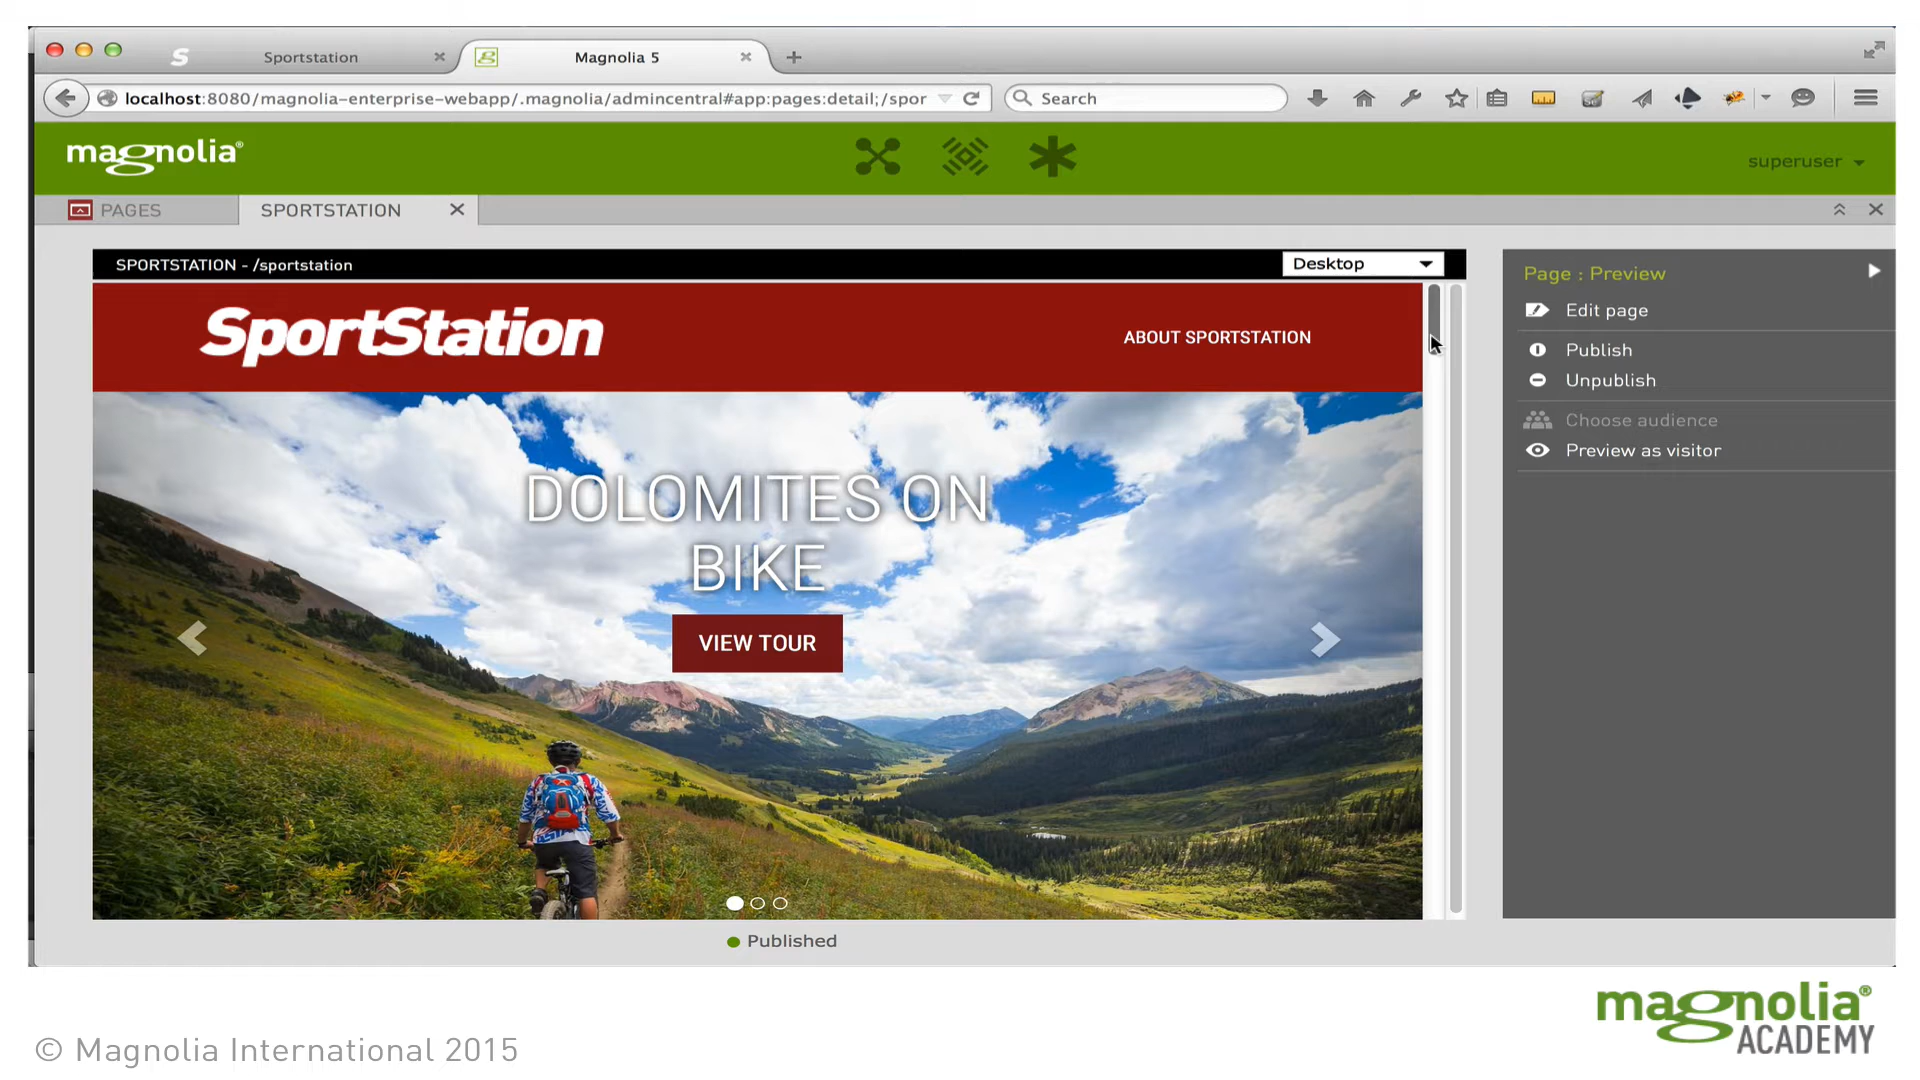 Sportstation
Magnolia 5
localhost:8080/magnolia-enterprise-webapp/.magnolia/admincentral#app:pages:detail;/spor
Search
magnolia®
superuser
PAGES
SPORTSTATION
SPORTSTATION - /sportstation
Desktop
SportStation
ABOUT SPORTSTATION
DOLOMITES ON
BIKE
VIEW TOUR
Published
Page : Preview
Edit page
Publish
Unpublish
Choose audience
Preview as visitor
© Magnolia International 2015
magnolia®
ACADEMY